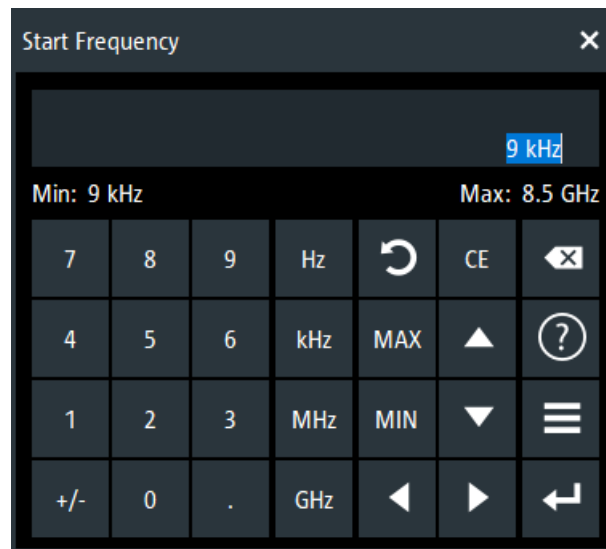 Start Frequency
9 kHz
Min: 9 kHz Max: 8.5 GHz
7 8 9 Hz CE
4 5 6 kHz MAX ?
1 2 3 MHz MIN
+/- 0 . GHz